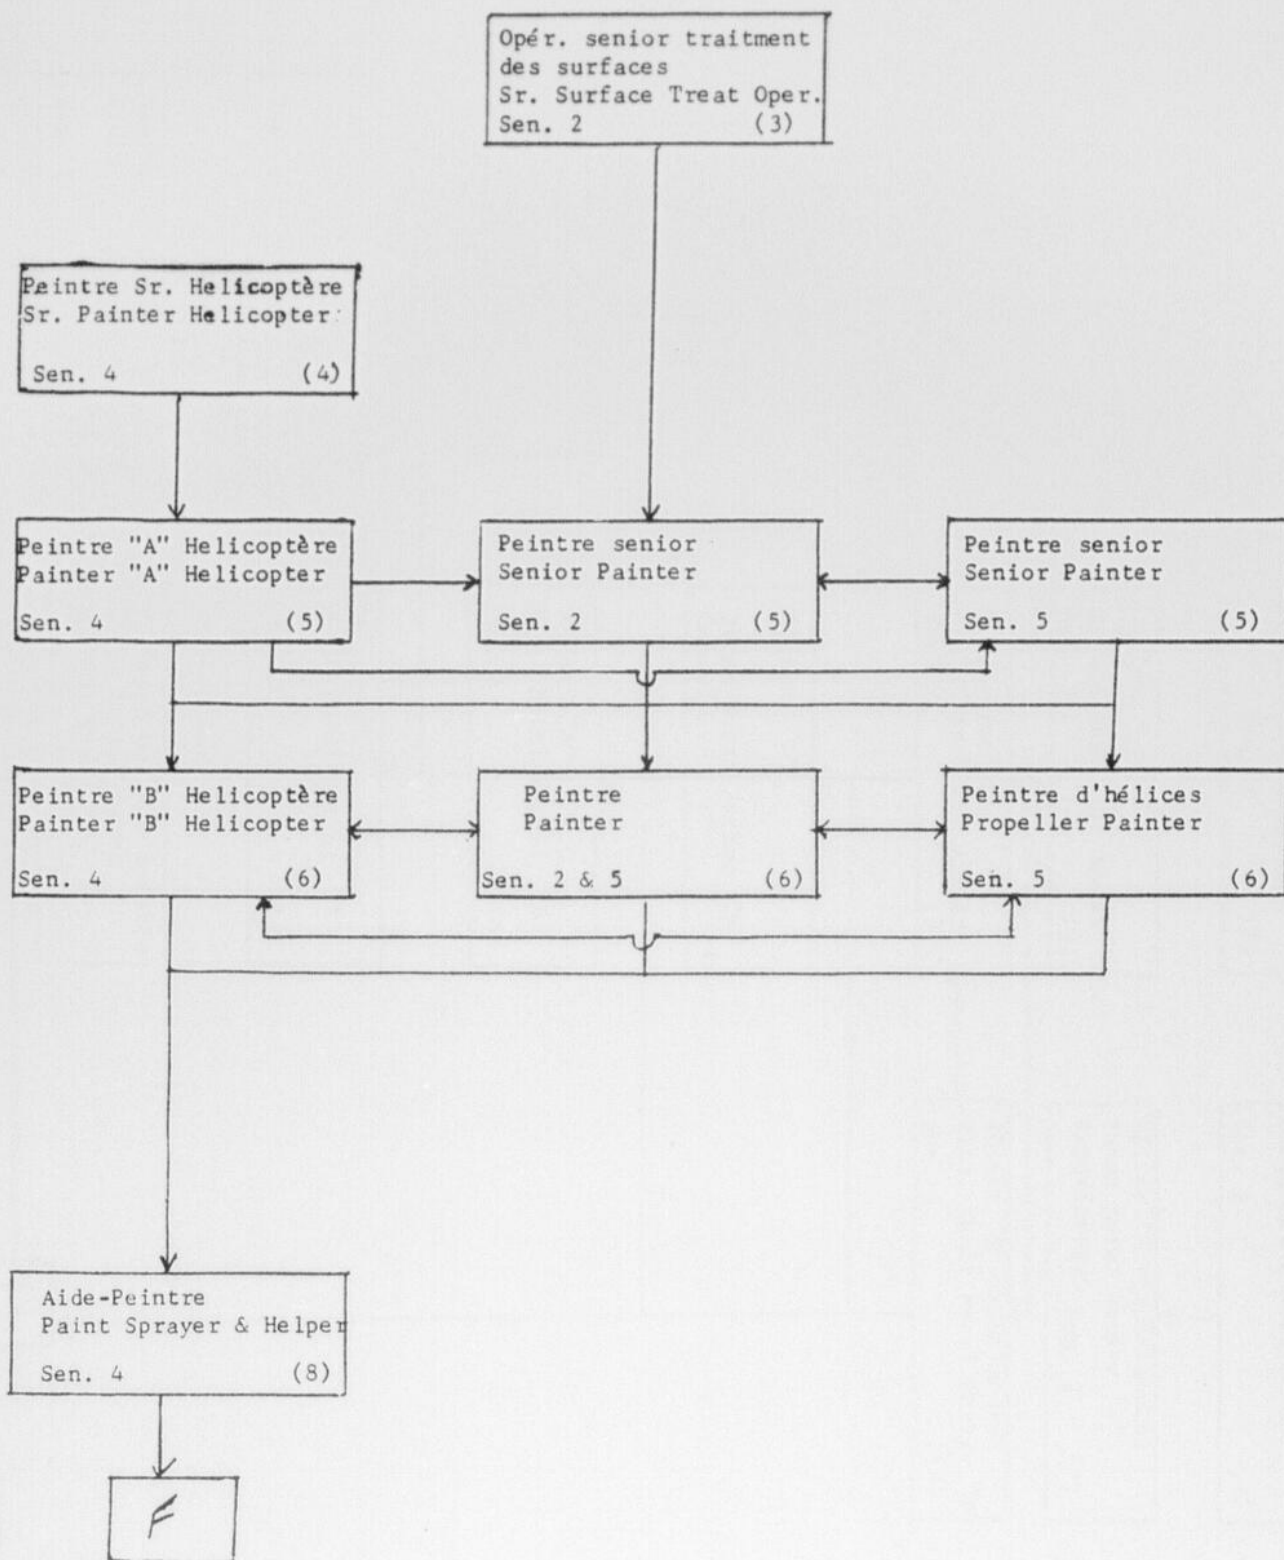 Opér. senior traitment
des surfaces
Sr. Surface Treat Oper.
Sen. 2 (3)
Peintre Sr. Helicoptère
Sr. Painter Helicopter
Sen. 4 (4)
Peintre "A" Helicoptère
Painter "A" Helicopter
Sen. 4 (5)
Peintre senior
Senior Painter
Sen. 2 (5)
Peintre senior
Senior Painter
Sen. 5 (5)
Peintre "B" Helicoptère
Painter "B" Helicopter
Sen. 4 (6)
Peintre
Painter
Sen. 2 & 5 (6)
Peintre d'hélices
Propeller Painter
Sen. 5 (6)
Aide-Peintre
Paint Sprayer & Helper
Sen. 4 (8)
F